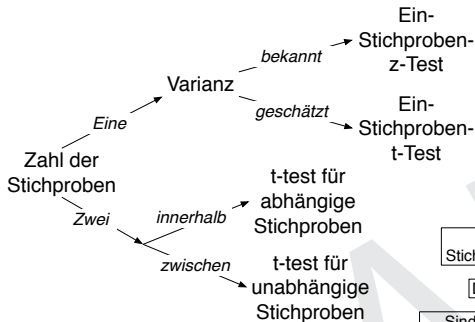 Zahl der
Stichproben
Eine
Varianz
bekannt
Ein-
Stichproben-
z-Test
geschätzt
Ein-
Stichproben-
t-Test
Zwei
innerhalb
t-test für
abhängige
Stichproben
zwischen
t-test für
unabhängige
Stichproben